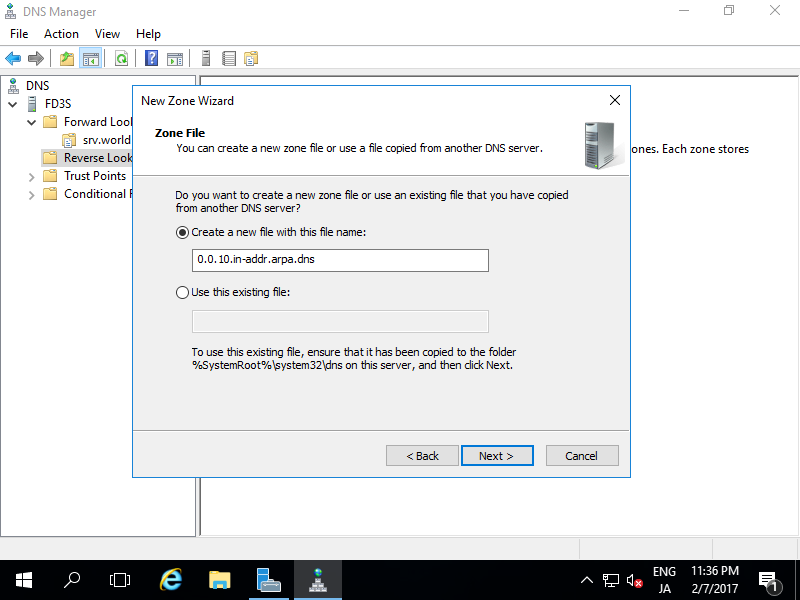 DNS Manager
File Action View Help
DNS
FD3S
Forward Look
srv.world
Reverse Look
Trust Points
Conditional F
ones. Each zone stores
New Zone Wizard
Zone File
You can create a new zone file or use a file copied from another DNS server.
Do you want to create a new zone file or use an existing file that you have copied
from another DNS server?
Create a new file with this file name:
0.0.10.in-addr.arpa.dns
Use this existing file:
To use this existing file, ensure that it has been copied to the folder
%SystemRoot%\system32\dns on this server, and then click Next.
< Back Next > Cancel
ENG 11:36 PM
JA 2/7/2017
1